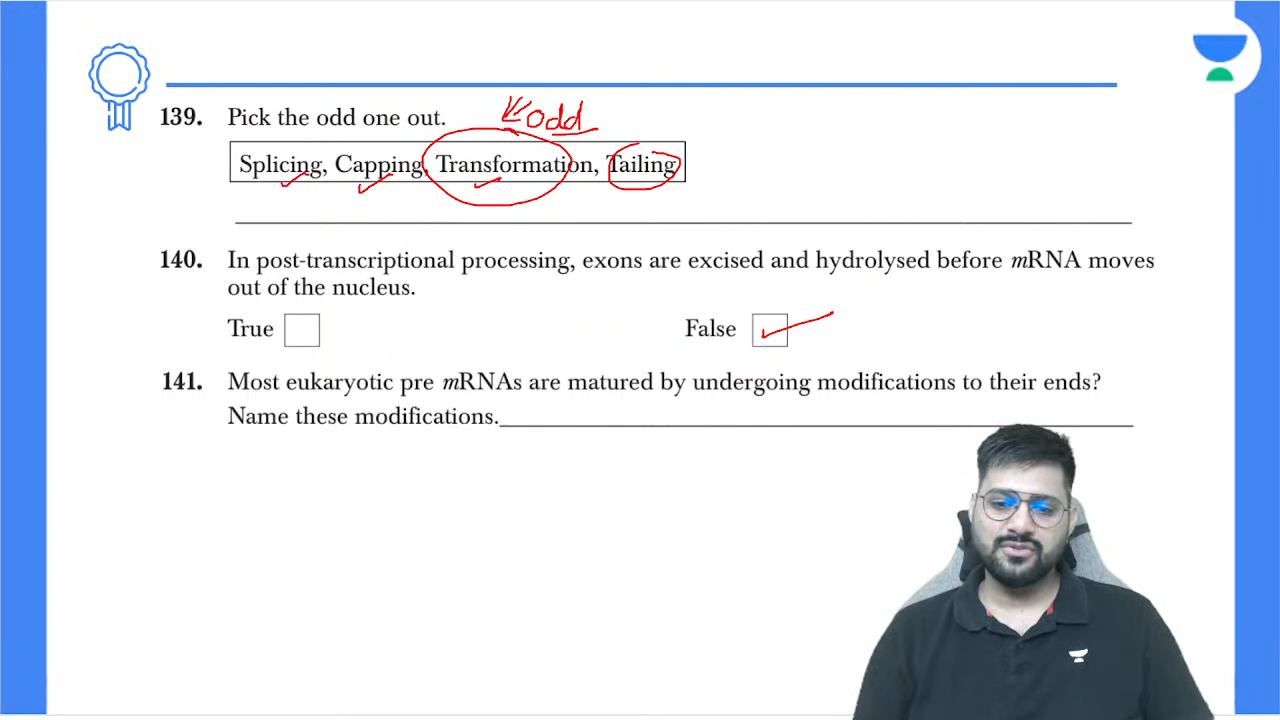 139. Pick the odd one out.
odd
Splicing, Capping, Transformation, Tailing
140. In post-transcriptional processing, exons are excised and hydrolysed before mRNA moves
out of the nucleus.
True
False
141. Most eukaryotic pre mRNAs are matured by undergoing modifications to their ends?
Name these modifications.